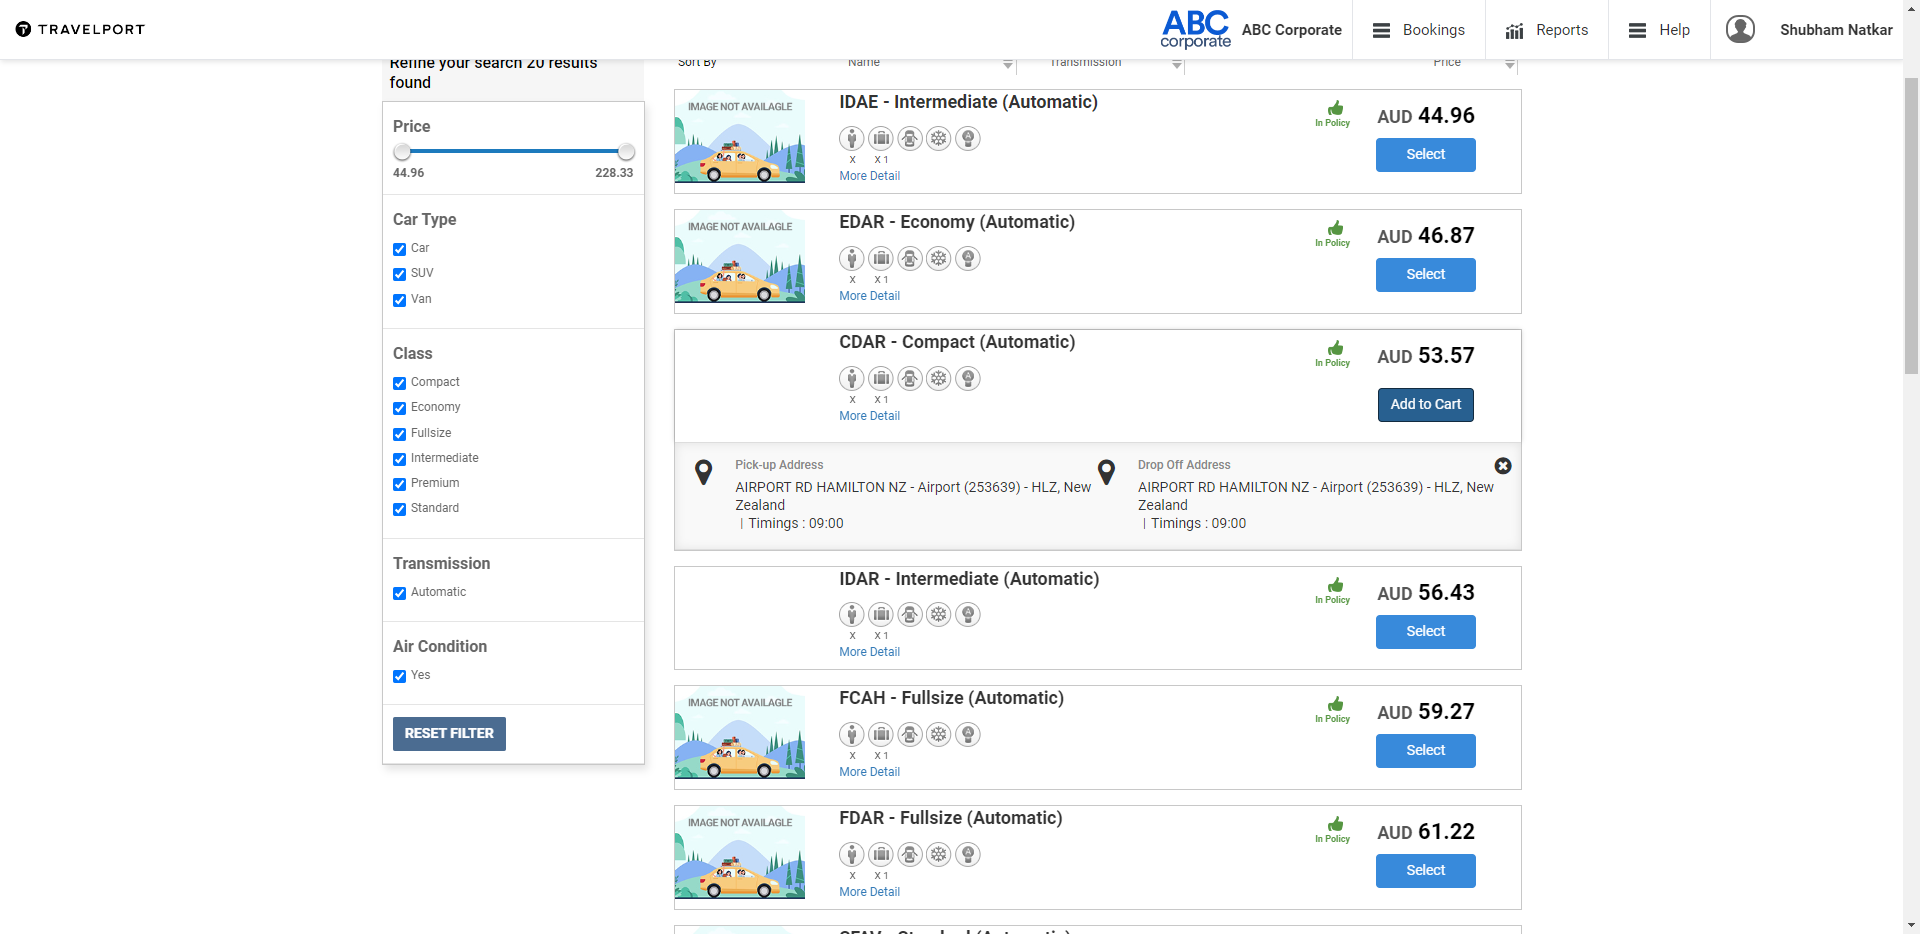 TRAVELPORT
ABC
corporate
ABC Corporate
Bookings
Reports
Help
Shubham Natkar
Refine your search 20 results
found
Price
44.96 228.33
Car Type
Car
SUV
Van
Class
Compact
Economy
Fullsize
Intermediate
Premium
Standard
Transmission
Automatic
Air Condition
Yes
RESET FILTER
Sort By Name Transmission Price
IMAGE NOT AVAILAGLE
IDAE - Intermediate (Automatic)
X X 1
More Detail
In Policy
AUD 44.96
Select
IMAGE NOT AVAILAGLE
EDAR - Economy (Automatic)
X X 1
More Detail
In Policy
AUD 46.87
Select
CDAR - Compact (Automatic)
X X 1
More Detail
In Policy
AUD 53.57
Add to Cart
Pick-up Address
AIRPORT RD HAMILTON NZ - Airport (253639) - HLZ, New
Zealand
| Timings : 09:00
Drop Off Address
AIRPORT RD HAMILTON NZ - Airport (253639) - HLZ, New
Zealand
| Timings : 09:00
IDAR - Intermediate (Automatic)
X X 1
More Detail
In Policy
AUD 56.43
Select
IMAGE NOT AVAILAGLE
FCAH - Fullsize (Automatic)
X X 1
More Detail
In Policy
AUD 59.27
Select
IMAGE NOT AVAILAGLE
FDAR - Fullsize (Automatic)
X X 1
More Detail
In Policy
AUD 61.22
Select